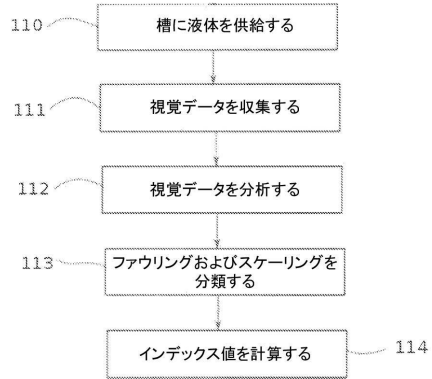 110
槽に液体を供給する
111
視覚データを収集する
112
視覚データを分析する
113
ファウリングおよびスケーリングを
分類する
インデックス値を計算する
114